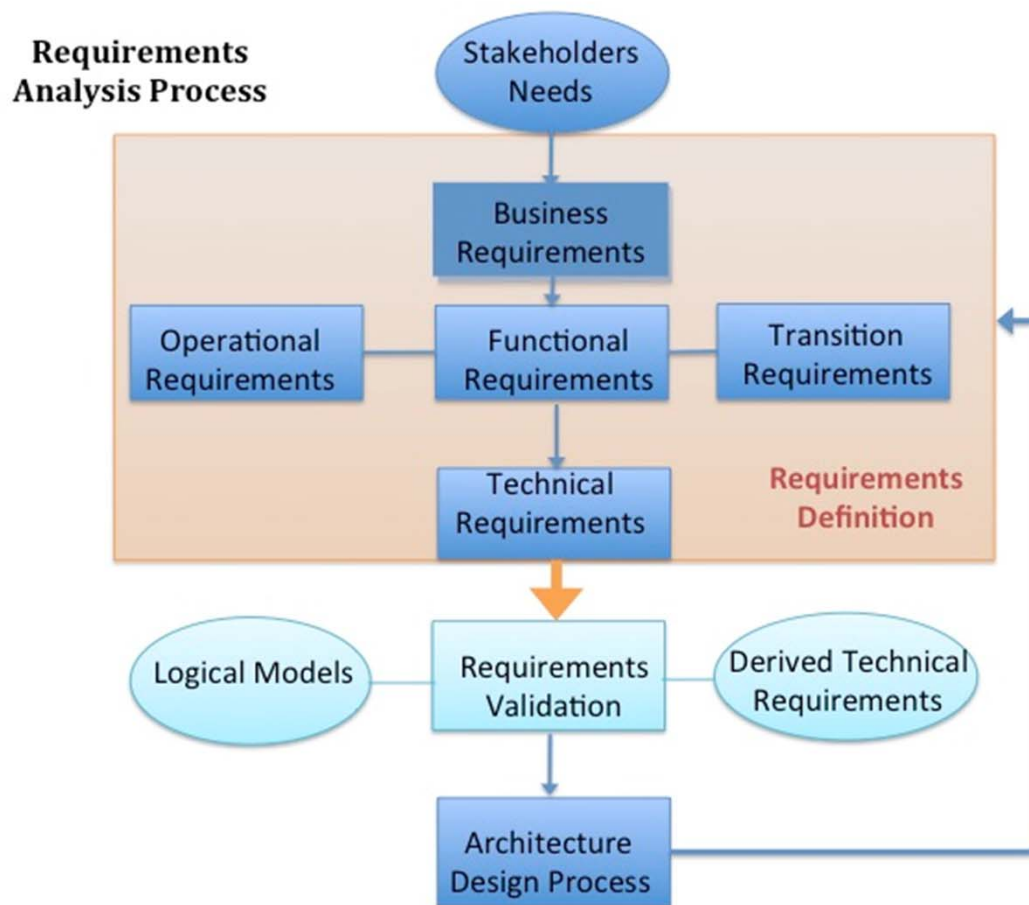 Requirements
Analysis Process
Stakeholders
Needs
Business
Requirements
Operational
Requirements
Functional
Requirements
Transition
Requirements
Technical
Requirements
Requirements
Definition
Logical Models
Requirements
Validation
Derived Technical
Requirements
Architecture
Design Process